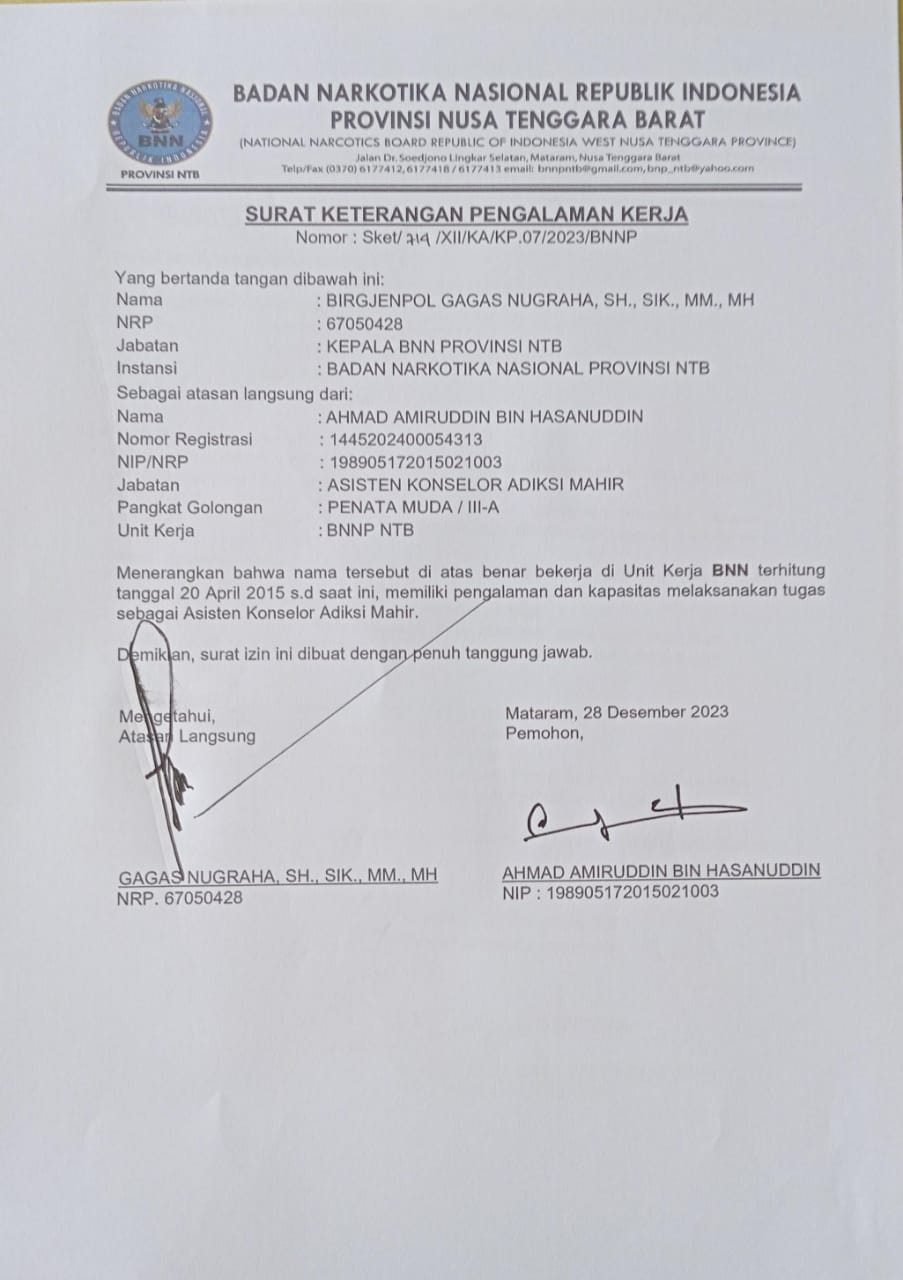 BADAN NARKOTIKA NASIONAL REPUBLIK INDONESIA
PROVINSI NUSA TENGGARA BARAT
(NATIONAL NARCOTICS BOARD REPUBLIC OF INDONESIA WEST NUSA TENGGARA PROVINCE)
Jalan Dr. Soedjono Lingkar Selatan, Mataram, Nusa Tenggara Barat
Telp/Fax (0370) 6177412, 6177418 / 6177413 email: bnnpntb@gmail.com, bnp_ntb@yahoo.com
BADAN NARKOTIKA NASIONAL
BNN
REPUBLIK INDONESIA
PROVINSI NTB
SURAT KETERANGAN PENGALAMAN KERJA
Nomor : Sket/ /XII/KA/KP.07/2023/BNNP
Yang bertanda tangan dibawah ini:
Nama : BIRGJENPOL GAGAS NUGRAHA, SH., SIK., MM., MH
NRP : 67050428
Jabatan : KEPALA BNN PROVINSI NTB
Instansi : BADAN NARKOTIKA NASIONAL PROVINSI NTB
Sebagai atasan langsung dari:
Nama : AHMAD AMIRUDDIN BIN HASANUDDIN
Nomor Registrasi : 1445202400054313
NIP/NRP : 198905172015021003
Jabatan : ASISTEN KONSELOR ADIKSI MAHIR
Pangkat Golongan : PENATA MUDA / III-A
Unit Kerja : BNNP NTB
Menerangkan bahwa nama tersebut di atas benar bekerja di Unit Kerja BNN terhitung
tanggal 20 April 2015 s.d saat ini, memiliki pengalaman dan kapasitas melaksanakan tugas
sebagai Asisten Konselor Adiksi Mahir.
Demikian, surat izin ini dibuat dengan penuh tanggung jawab.
Mengetahui,
Atasan Langsung
Mataram, 28 Desember 2023
Pemohon,
GAGAS NUGRAHA, SH., SIK., MM., MH
NRP. 67050428
AHMAD AMIRUDDIN BIN HASANUDDIN
NIP : 198905172015021003